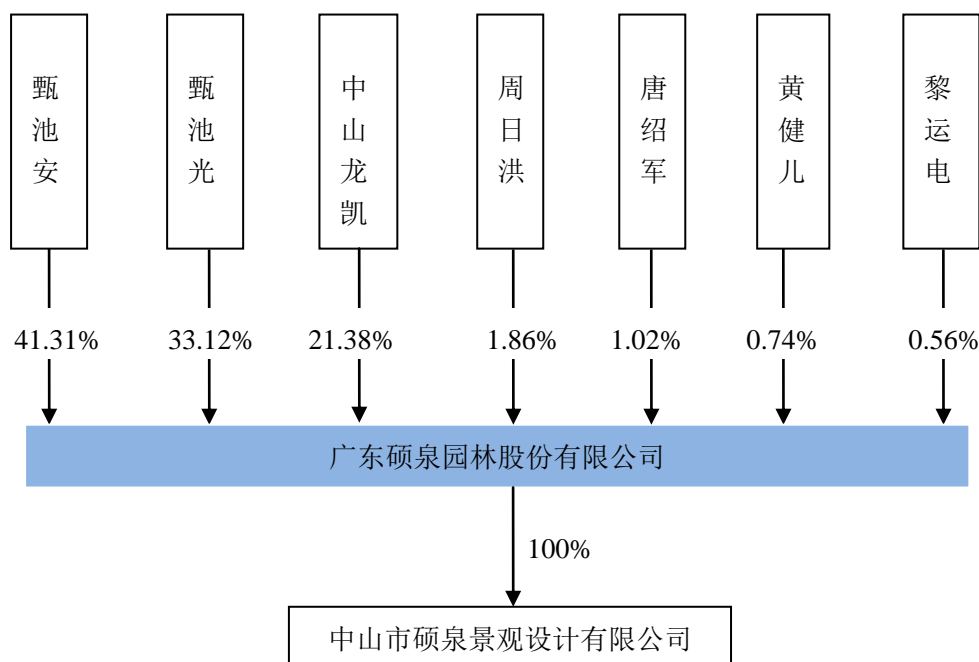 甄池安
甄池光
中山龙凯
周日洪
唐绍军
黄健儿
黎运电
41.31%
33.12%
21.38%
1.86%
1.02%
0.74%
0.56%
广东硕泉园林股份有限公司
100%
中山市硕泉景观设计有限公司